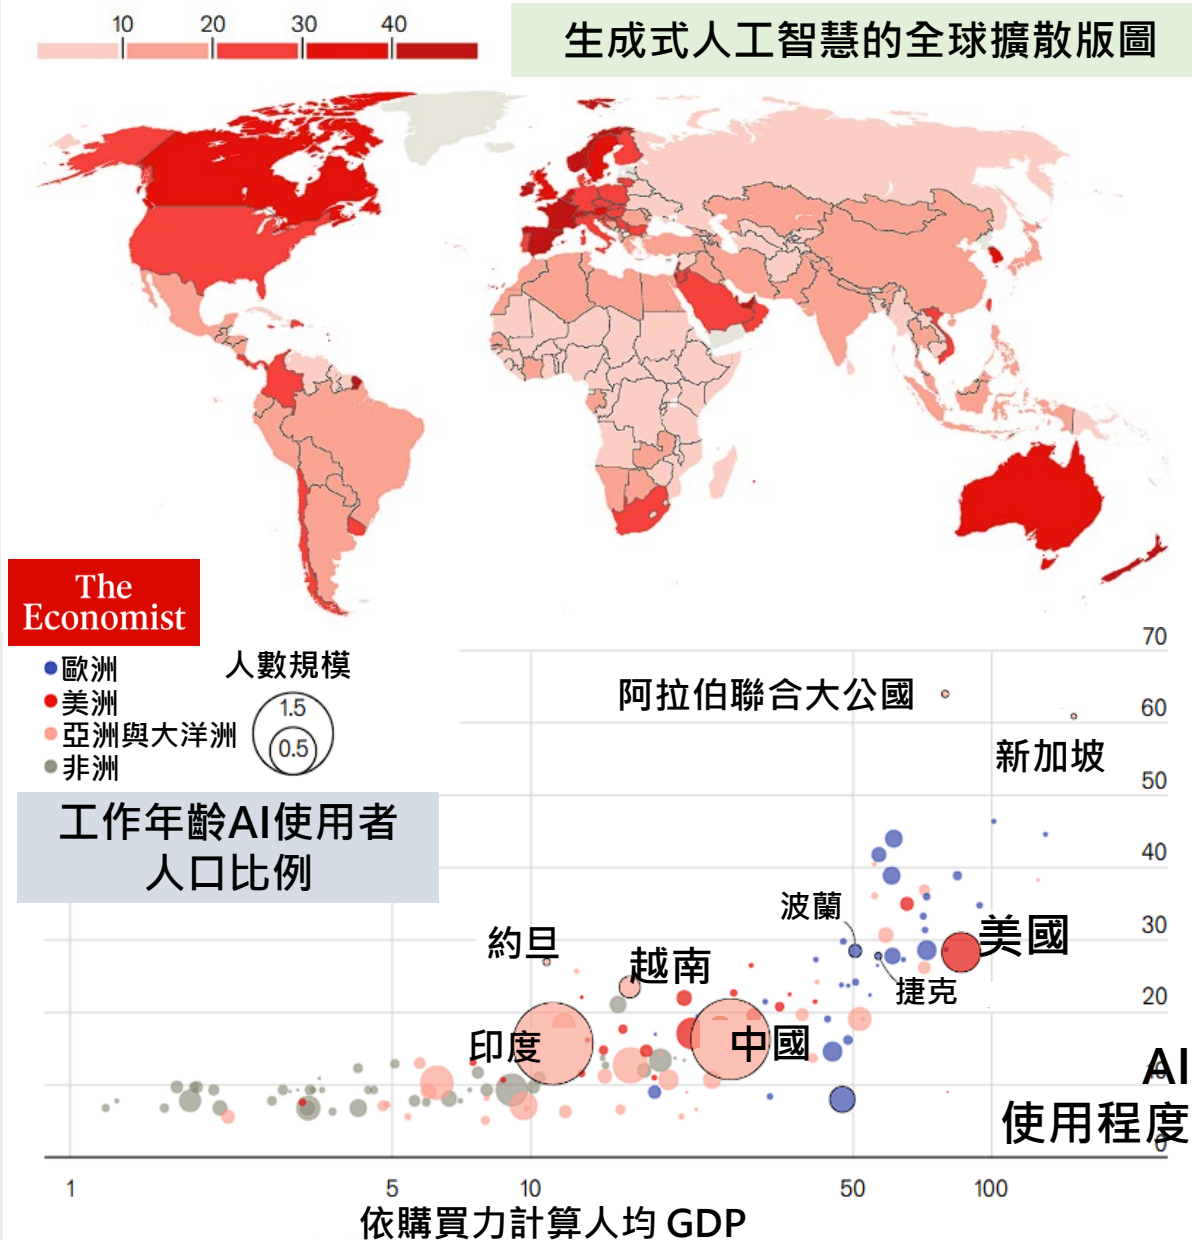 10 20 30 40
生成式人工智慧的全球擴散版圖
The
Economist
歐洲
美洲
亞洲與大洋洲
非洲
人數規模
1.5
0.5
工作年齡AI使用者
人口比例
70
阿拉伯聯合大公國
60
新加坡
50
40
波蘭
30
美國
約旦
越南
捷克
20
印度
中國
10
AI
使用程度
0
1 5 10 50 100
依購買力計算人均 GDP